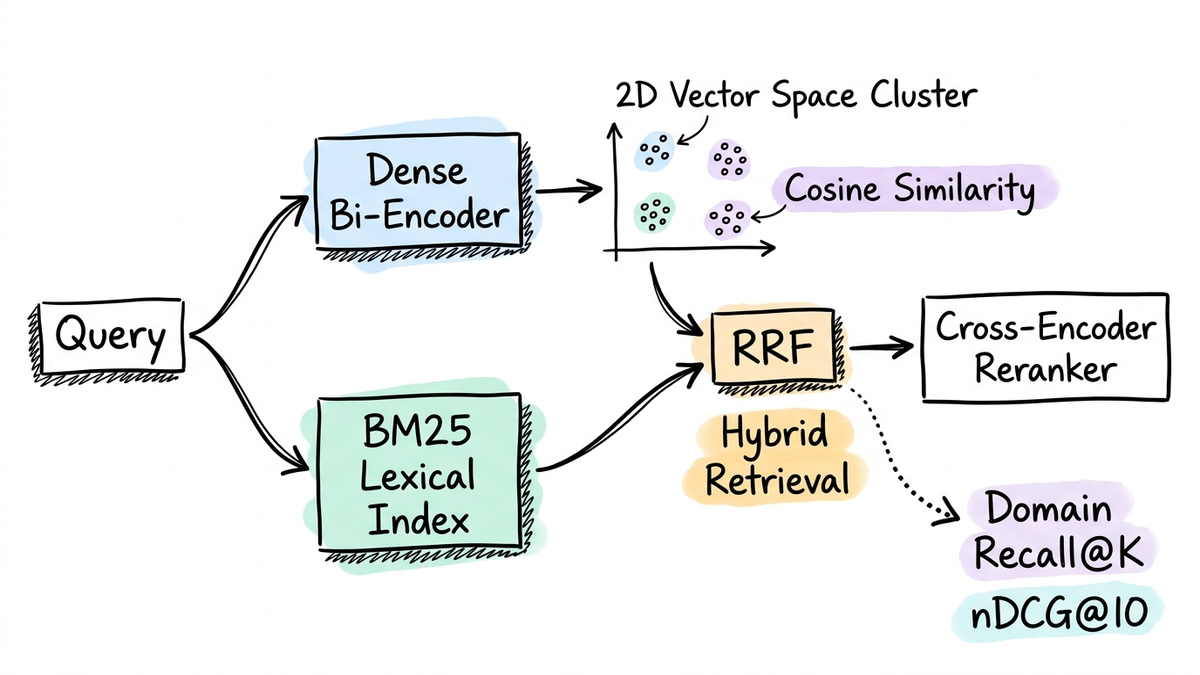 2D Vector Space Cluster
Dense
Bi-Encoder
Cosine Similarity
Query
RRF
Cross-Encoder
Reranker
BM25
Lexical
Index
Hybrid
Retrieval
Domain
Recall@K
nDCG@10